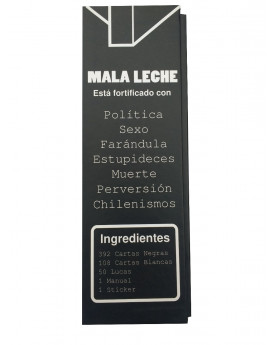 MALA LECHE
Está fortificado con
Política
Sexo
Farándula
Estupideces
Muerte
Perversión
Chilenismos
Ingredientes
392 Cartas Negras
108 Cartas Blancas
50 Lucas
1 Manual
1 Sticker